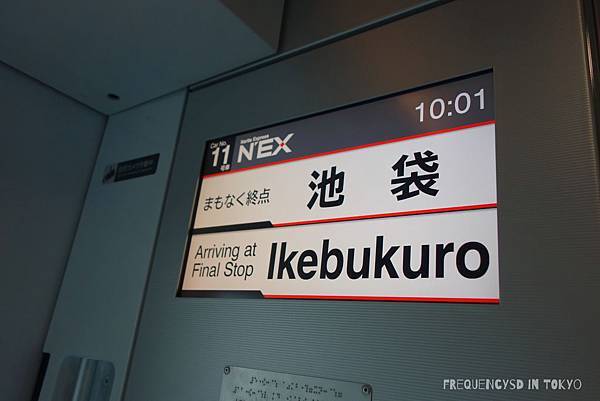 Car No.
11
号車
Narita Express
N'EX
10:01
まもなく終点
池袋
Arriving at
Final Stop
Ikebukuro
FREQUENCYSD IN TOKYO